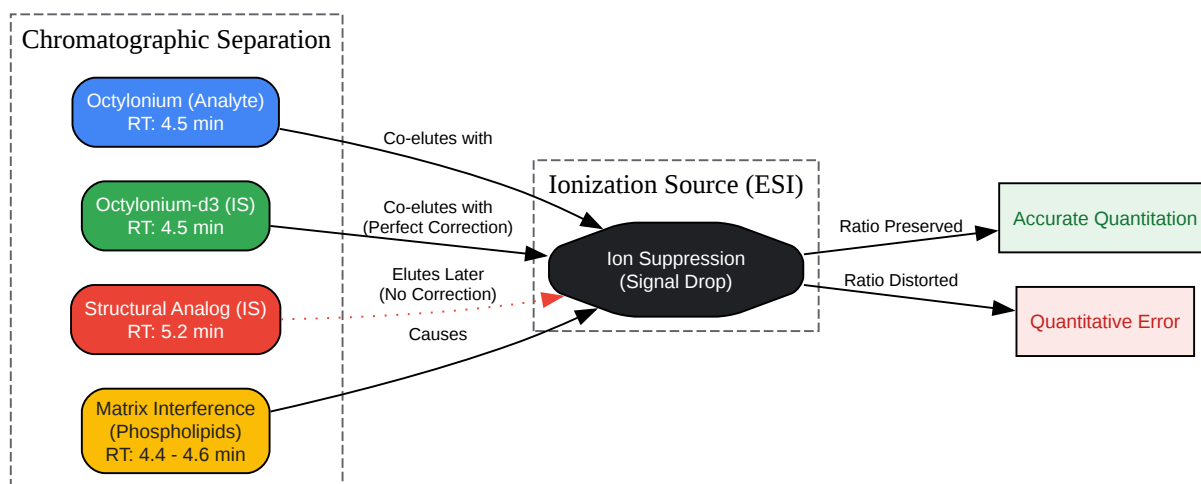 Chromatographic Separation
Octylonium (Analyte)
RT: 4.5 min
Octylonium-d3 (IS)
RT: 4.5 min
Structural Analog (IS)
RT: 5.2 min
Matrix Interference
(Phospholipids)
RT: 4.4 - 4.6 min
Co-elutes with
Co-elutes with
(Perfect Correction)
Elutes Later
(No Correction)
Causes
Ionization Source (ESI)
Ion Suppression
(Signal Drop)
Ratio Preserved
Ratio Distorted
Accurate Quantitation
Quantitative Error